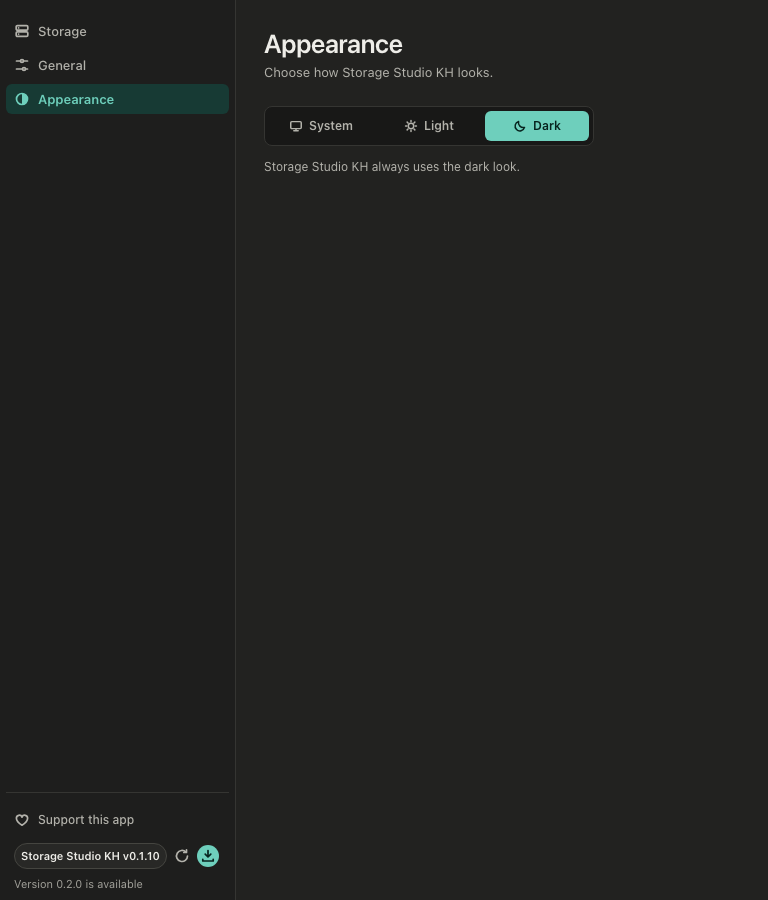 Storage
General
Appearance
Appearance
Choose how Storage Studio KH looks.
System
Light
Dark
Storage Studio KH always uses the dark look.
Support this app
Storage Studio KH v0.1.10
Version 0.2.0 is available